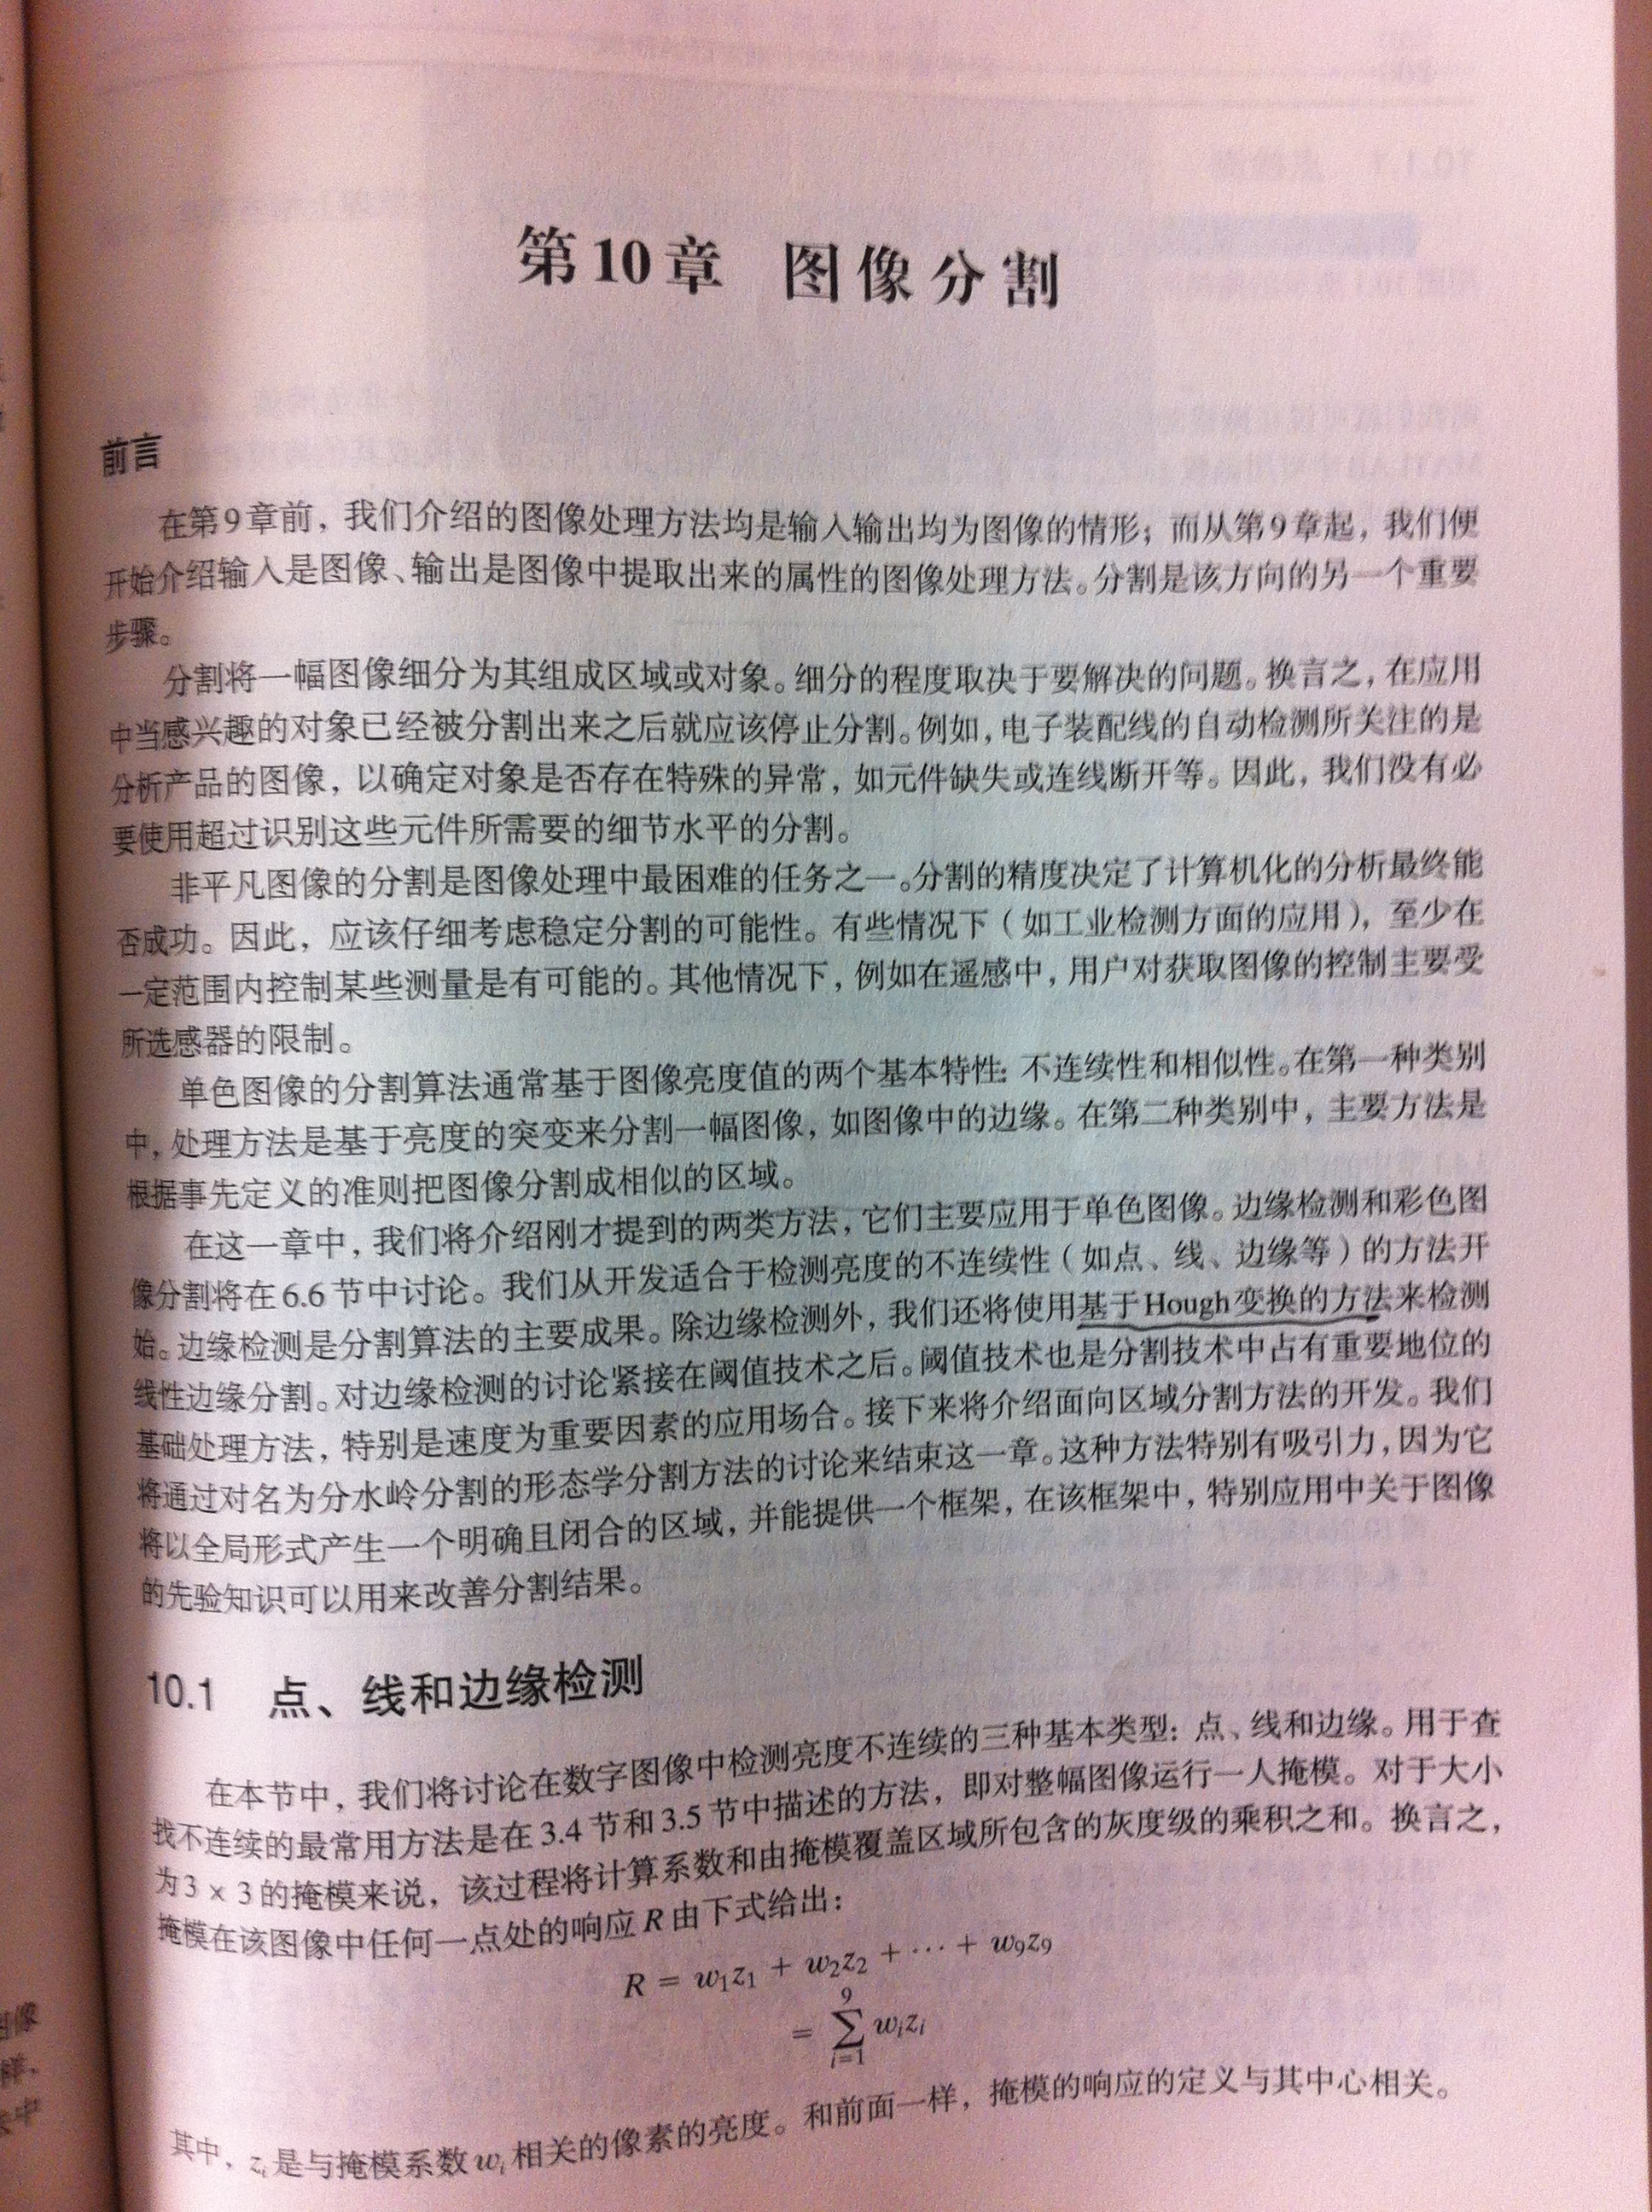 第10章 图像分割
前言
在第9章前，我们介绍的图像处理方法均是输入输出均为图像的情形；而从第9章起，我们便
开始介绍输入是图像、输出是图像中提取出来的属性的图像处理方法。分割是该方向的另一个重要
步骤。
分割将一幅图像细分为其组成区域或对象。细分的程度取决于要解决的问题。换言之，在应用
中当感兴趣的对象已经被分割出来之后就应该停止分割。例如，电子装配线的自动检测所关注的是
分析产品的图像，以确定对象是否存在特殊的异常，如元件缺失或连线断开等。因此，我们没有必
要使用超过识别这些元件所需要的细节水平的分割。
非平凡图像的分割是图像处理中最困难的任务之一。分割的精度决定了计算机化的分析最终能
否成功。因此，应该仔细考虑稳定分割的可能性。有些情况下（如工业检测方面的应用），至少在
一定范围内控制某些测量是有可能的。其他情况下，例如在遥感中，用户对获取图像的控制主要受
所选感器的限制。
单色图像的分割算法通常基于图像亮度值的两个基本特性：不连续性和相似性。在第一种类别
中，处理方法是基于亮度的突变来分割一幅图像，如图像中的边缘。在第二种类别中，主要方法是
根据事先定义的准则把图像分割成相似的区域。
在这一章中，我们将介绍刚才提到的两类方法，它们主要应用于单色图像。边缘检测和彩色图
像分割将在6.6节中讨论。我们从开发适合于检测亮度的不连续性（如点、线、边缘等）的方法开
始。边缘检测是分割算法的主要成果。除边缘检测外，我们还将使用基于Hough变换的方法来检测
线性边缘分割。对边缘检测的讨论紧接在阈值技术之后。阈值技术也是分割技术中占有重要地位的
基础处理方法，特别是速度为重要因素的应用场合。接下来将介绍面向区域分割方法的开发。我们
将通过对名为分水岭分割的形态学分割方法的讨论来结束这一章。这种方法特别有吸引力，因为它
将以全局形式产生一个明确且闭合的区域，并能提供一个框架，在该框架中，特别应用中关于图像
的先验知识可以用来改善分割结果。
10.1 点、线和边缘检测
在本节中，我们将讨论在数字图像中检测亮度不连续的三种基本类型：点、线和边缘。用于查
找不连续的最常用方法是在3.4节和3.5节中描述的方法，即对整幅图像运行一人掩模。对于大小
为3 × 3的掩模来说，该过程将计算系数和由掩模覆盖区域所包含的灰度级的乘积之和。换言之，
掩模在该图像中任何一点处的响应R由下式给出：
R = w₁z₁ + w₂z₂ + ⋯ + w₉z₉
= ∑ᵢ₌₁⁹ wᵢzᵢ
其中，zᵢ是与掩模系数wᵢ相关的像素的亮度。和前面一样，掩模的响应的定义与其中心相关。